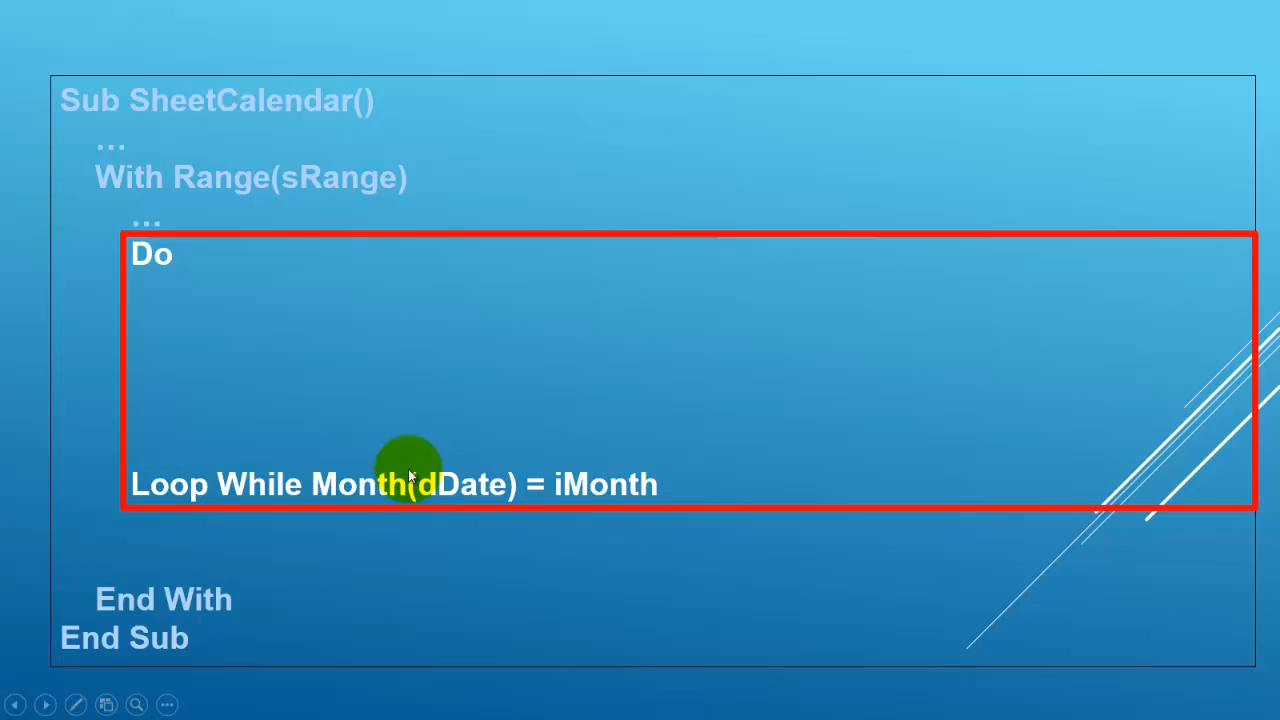 Sub SheetCalendar()
...
With Range(sRange)
...
Do
Loop While Month(dDate) = iMonth
End With
End Sub